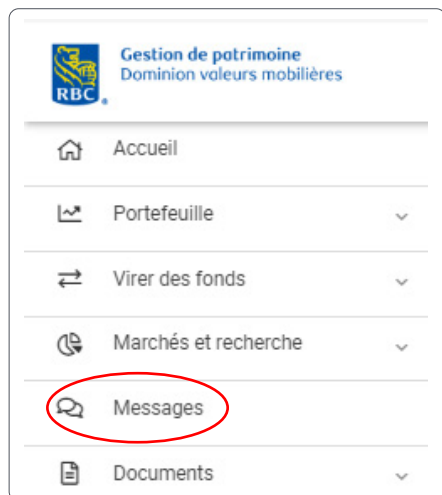 Gestion de patrimoine
Dominion valeurs mobilières
RBC
Accueil
Portefeuille
Virer des fonds
Marchés et recherche
Messages
Documents